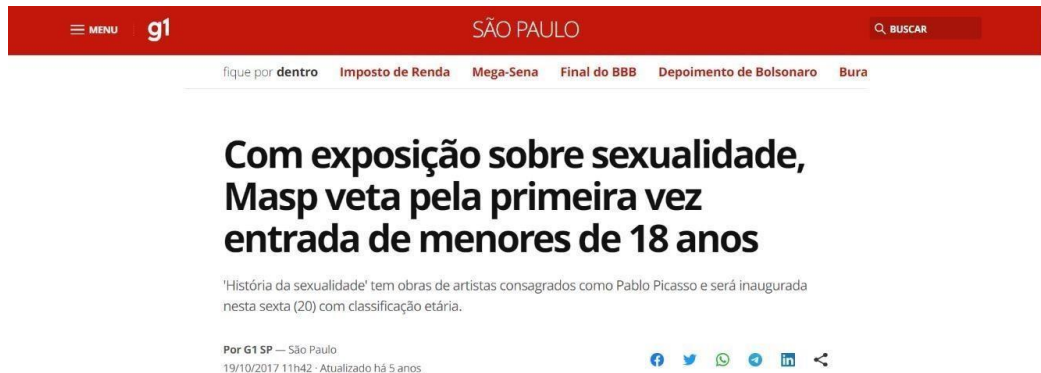 MENU g1 SÃO PAULO BUSCAR
fique por dentro Imposto de Renda Mega-Sena Final do BBB Depoimento de Bolsonaro Bura
Com exposição sobre sexualidade,
Masp veta pela primeira vez
entrada de menores de 18 anos
'História da sexualidade' tem obras de artistas consagrados como Pablo Picasso e será inaugurada
nesta sexta (20) com classificação etária.
Por G1 SP — São Paulo
19/10/2017 11h42 · Atualizado há 5 anos